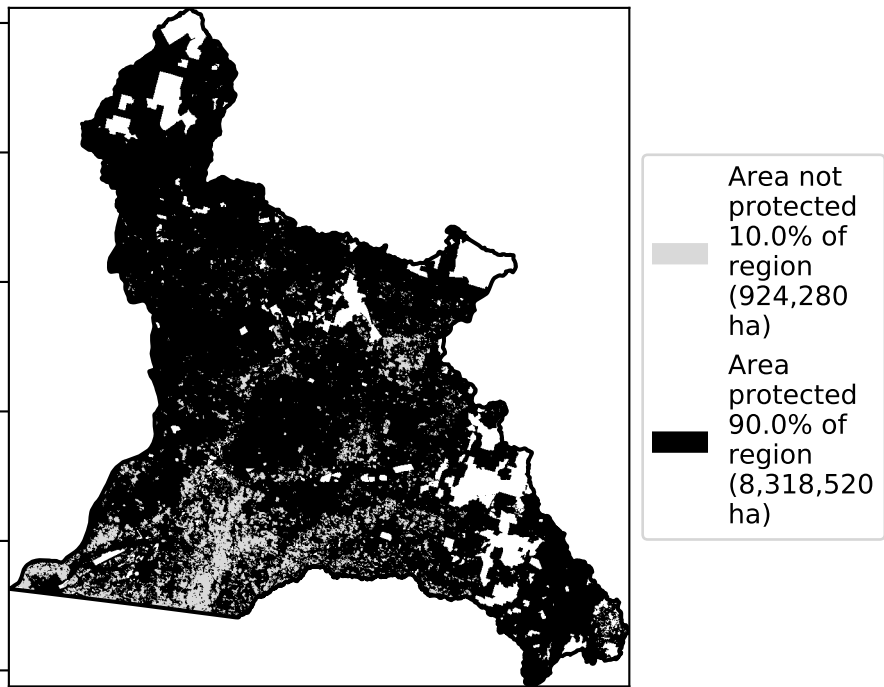 Area not
protected
10.0% of
region
(924,280
ha)
Area
protected
90.0% of
region
(8,318,520
ha)